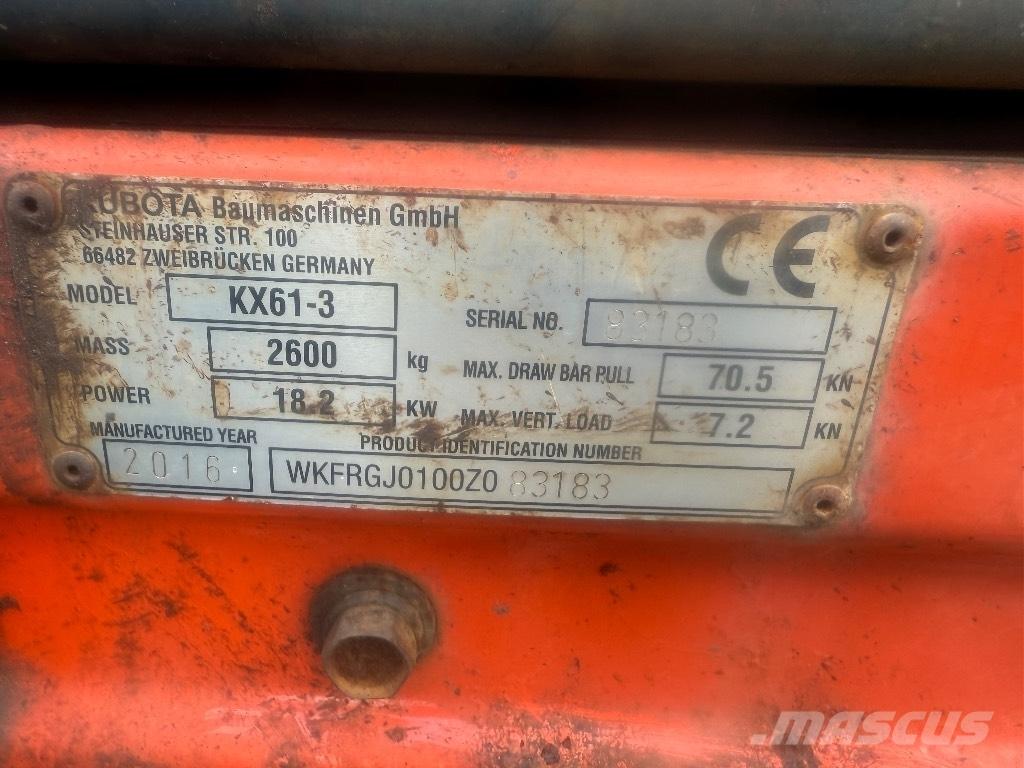 KUBOTA Baumaschinen GmbH
STEINHAUSER STR. 100
66482 ZWEIBRÜCKEN GERMANY
CE
MODEL KX61-3
SERIAL NO. 83183
MASS 2600 kg
MAX. DRAW BAR PULL 70.5 KN
POWER 18.2 KW
MAX. VERT. LOAD 7.2 KN
MANUFACTURED YEAR
2016
PRODUCT IDENTIFICATION NUMBER
WKFRGJ0100Z0 83183
mascus